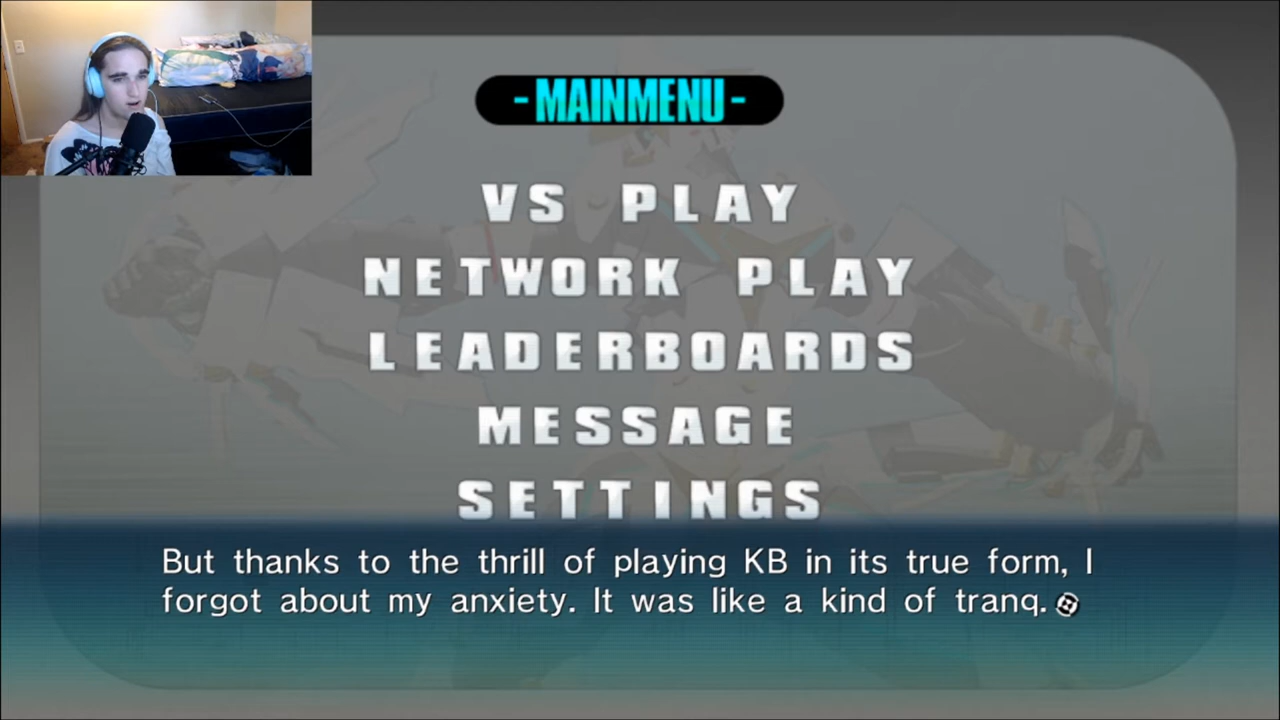 - MAINMENU -
VS PLAY
NETWORK PLAY
LEADERBOARDS
MESSAGE
SETTINGS
But thanks to the thrill of playing KB in its true form, I
forgot about my anxiety. It was like a kind of tranq.